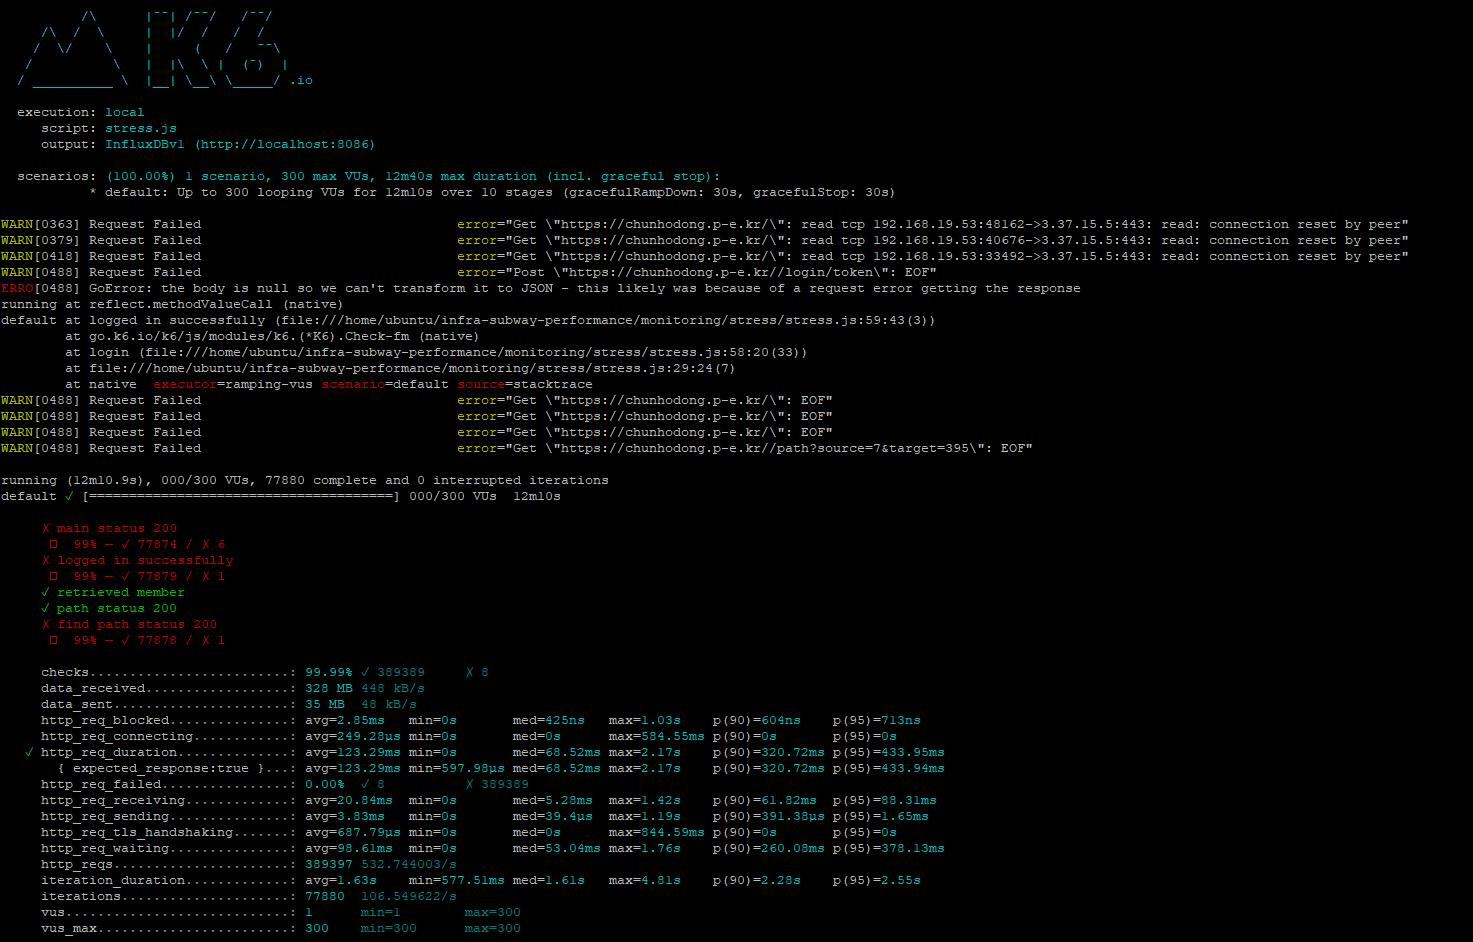 /\      |‾‾| /‾‾/   /‾‾/
/\  /  \     |  |/  /   /  /
/  \/    \    |     (   /   ‾‾\
/          \   |  |\  \ |  (‾)  |
/ __________ \  |__| \__\ \_____/ .io
execution: local
script: stress.js
output: InfluxDBv1 (http://localhost:8086)
scenarios: (100.00%) 1 scenario, 300 max VUs, 12m40s max duration (incl. graceful stop):
* default: Up to 300 looping VUs for 12m10s over 10 stages (gracefulRampDown: 30s, gracefulStop: 30s)
WARN[0363] Request Failed error="Get \"https://chunhodong.p-e.kr/\": read tcp 192.168.19.53:48162->3.37.15.5:443: read: connection reset by peer"
WARN[0379] Request Failed error="Get \"https://chunhodong.p-e.kr/\": read tcp 192.168.19.53:40676->3.37.15.5:443: read: connection reset by peer"
WARN[0418] Request Failed error="Get \"https://chunhodong.p-e.kr/\": read tcp 192.168.19.53:33492->3.37.15.5:443: read: connection reset by peer"
WARN[0488] Request Failed error="Post \"https://chunhodong.p-e.kr//login/token\": EOF"
ERRO[0488] GoError: the body is null so we can't transform it to JSON - this likely was because of a request error getting the response
running at reflect.methodValueCall (native)
default at logged in successfully (file:///home/ubuntu/infra-subway-performance/monitoring/stress/stress.js:59:43(3))
at go.k6.io/k6/js/modules/k6.(*K6).Check-fm (native)
at login (file:///home/ubuntu/infra-subway-performance/monitoring/stress/stress.js:58:20(33))
at file:///home/ubuntu/infra-subway-performance/monitoring/stress/stress.js:29:24(7)
at native  executor=ramping-vus scenario=default source=stacktrace
WARN[0488] Request Failed error="Get \"https://chunhodong.p-e.kr/\": EOF"
WARN[0488] Request Failed error="Get \"https://chunhodong.p-e.kr/\": EOF"
WARN[0488] Request Failed error="Get \"https://chunhodong.p-e.kr/\": EOF"
WARN[0488] Request Failed error="Get \"https://chunhodong.p-e.kr//path?source=7&target=395\": EOF"
running (12m10.9s), 000/300 VUs, 77880 complete and 0 interrupted iterations
default ✓ [======================================] 000/300 VUs  12m10s
✗ main status 200
□  99% — ✓ 77874 / ✗ 6
✗ logged in successfully
□  99% — ✓ 77879 / ✗ 1
✓ retrieved member
✓ path status 200
✗ find path status 200
□  99% — ✓ 77878 / ✗ 1
checks.........................: 99.99% ✓ 389389     ✗ 8
data_received..................: 328 MB 448 kB/s
data_sent......................: 35 MB  48 kB/s
http_req_blocked...............: avg=2.85ms   min=0s       med=425ns   max=1.03s    p(90)=604ns    p(95)=713ns
http_req_connecting............: avg=249.28µs min=0s       med=0s      max=584.55ms p(90)=0s       p(95)=0s
✓ http_req_duration..............: avg=123.29ms min=0s       med=68.52ms max=2.17s    p(90)=320.72ms p(95)=433.95ms
{ expected_response:true }...: avg=123.29ms min=597.98µs med=68.52ms max=2.17s    p(90)=320.72ms p(95)=433.94ms
http_req_failed................: 0.00%  ✓ 8          ✗ 389389
http_req_receiving.............: avg=20.84ms  min=0s       med=5.28ms  max=1.42s    p(90)=61.82ms  p(95)=88.31ms
http_req_sending...............: avg=3.83ms   min=0s       med=39.4µs  max=1.19s    p(90)=391.38µs p(95)=1.65ms
http_req_tls_handshaking.......: avg=687.79µs min=0s       med=0s      max=844.59ms p(90)=0s       p(95)=0s
http_req_waiting...............: avg=98.61ms  min=0s       med=53.04ms max=1.76s    p(90)=260.08ms p(95)=378.13ms
http_reqs......................: 389397 532.744003/s
iteration_duration.............: avg=1.63s    min=577.51ms med=1.61s   max=4.81s    p(90)=2.28s    p(95)=2.55s
iterations.....................: 77880  106.549622/s
vus............................: 1      min=1        max=300
vus_max........................: 300    min=300      max=300